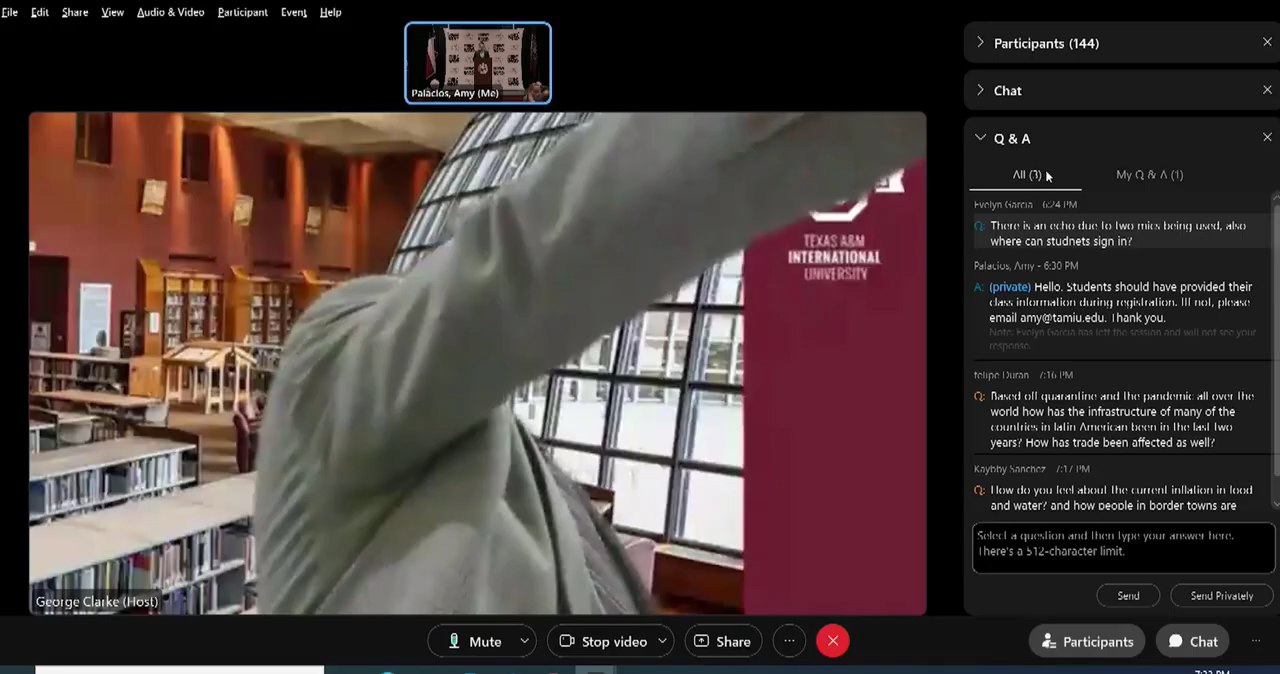 File Edit Share View Audio & Video Participant Event Help
Palacios, Amy (Me)
TEXAS A&M
INTERNATIONAL
UNIVERSITY
George Clarke (Host)
Participants (144)
Chat
Q & A
All (3) My Q & A (1)
Evelyn Garcia - 6:24 PM
Q: There is an echo due to two mics being used, also
where can studnets sign in?
Palacios, Amy - 6:30 PM
A: (private) Hello. Students should have provided their
class information during registration. Ill not, please
email amy@tamiu.edu. Thank you.
Note: Evelyn Garcia has left the session and will not see your
response.
felipe Duran 7:16 PM
Q: Based off quarantine and the pandemic all over the
world how has the infrastructure of many of the
countries in latin American been in the last two
years? How has trade been affected as well?
Kaybby Sanchez 7:17 PM
Q: How do you feel about the current inflation in food
and water? and how people in border towns are
Select a question and then type your answer here.
There's a 512-character limit.
Send Send Privately
Mute Stop video Share Participants Chat